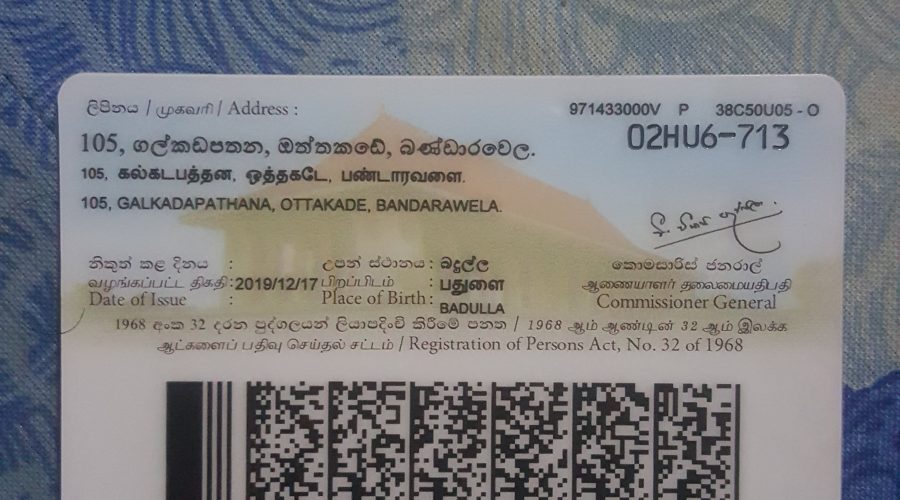 ලිපිනය / முகவரி / Address :
971433000V P 38C50U05 - O
02HU6-713
105, ගල්කඩපතන, ඔත්තකඩේ, බණ්ඩාරවෙල.
105, கல்கடபத்தன, ஒத்தகடே, பண்டாரவளை.
105, GALKADAPATHANA, OTTAKADE, BANDARAWELA.
නිකුත් කළ දිනය :
வழங்கப்பட்ட திகதி : 2019/12/17
Date of Issue :
උපන් ස්ථානය : බදුල්ල
பிறப்பிடம் : பதுளை
Place of Birth : BADULLA
කොමසාරිස් ජනරාල්
ஆணையாளர் தலைமையதிபதி
Commissioner General
1968 අංක 32 දරන පුද්ගලයන් ලියාපදිංචි කිරීමේ පනත / 1968 ஆம் ஆண்டின் 32 ஆம் இலக்க
ஆட்களைப் பதிவு செய்தல் சட்டம் / Registration of Persons Act, No. 32 of 1968